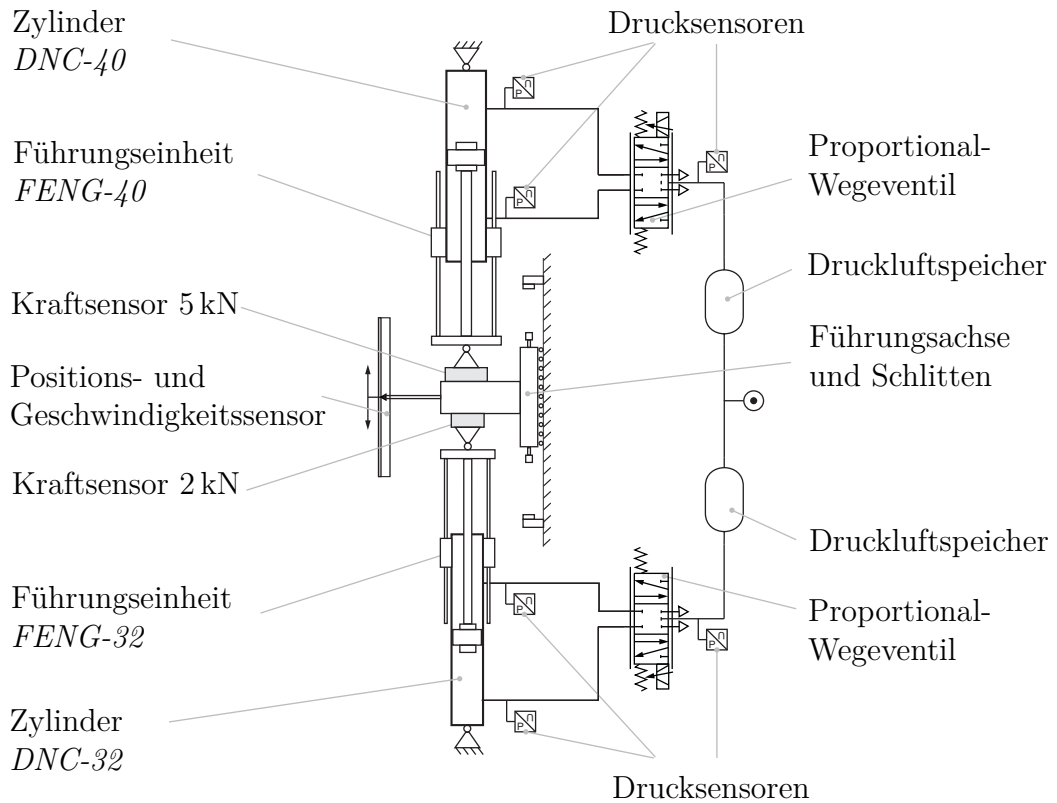 Zylinder
DNC-40
Drucksensoren
Führungseinheit
FENG-40
Proportional-
Wegeventil
Druckluftspeicher
Kraftsensor 5 kN
Führungsachse
und Schlitten
Positions- und
Geschwindigkeitssensor
Kraftsensor 2 kN
Druckluftspeicher
Führungseinheit
FENG-32
Proportional-
Wegeventil
Zylinder
DNC-32
Drucksensoren